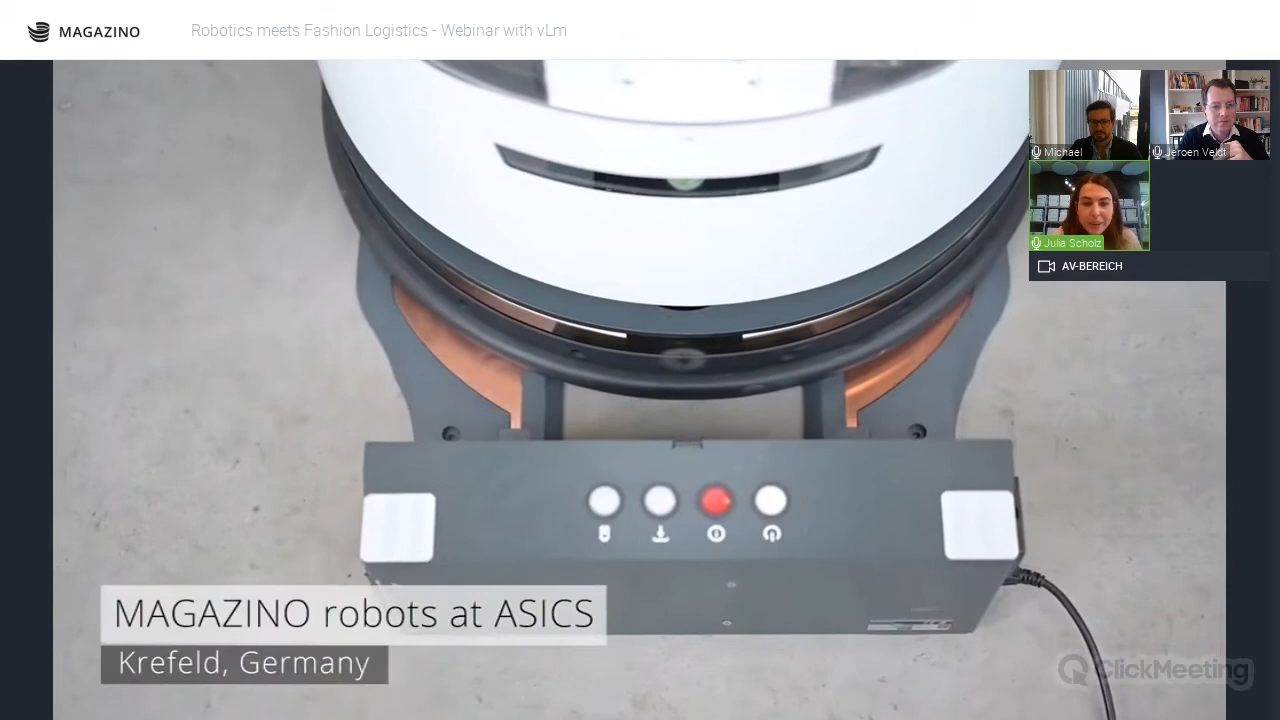 MAGAZINO
Robotics meets Fashion Logistics - Webinar with vLm
Michael
Jeroen Veldt
Julia Scholz
AV-BEREICH
MAGAZINO robots at ASICS
Krefeld, Germany
ClickMeeting